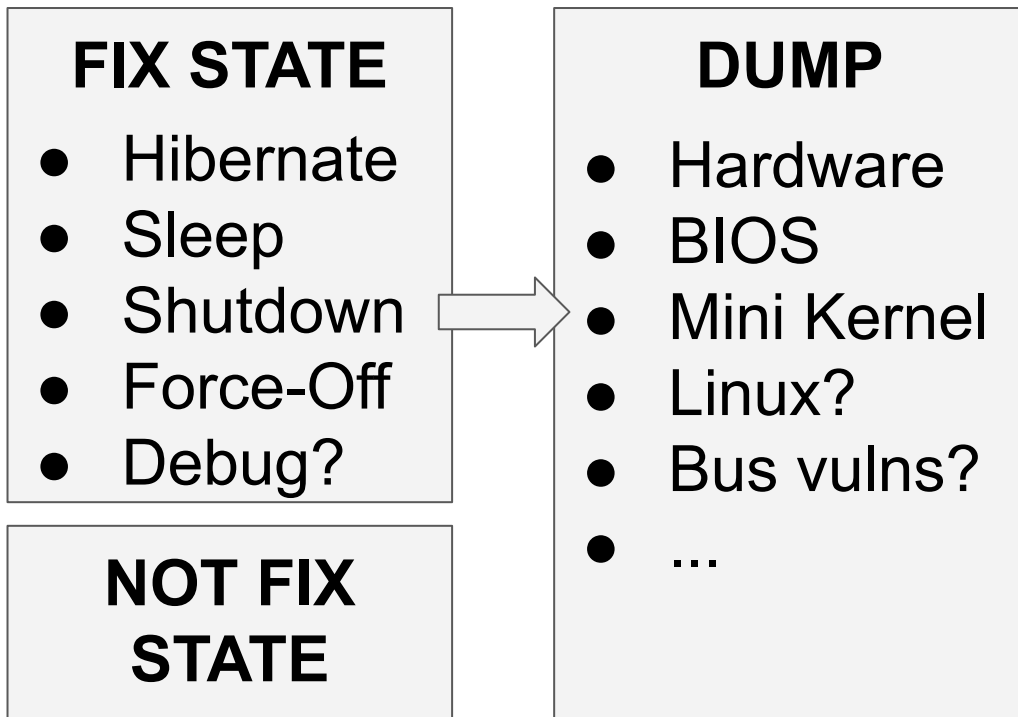 FIX STATE
● Hibernate
● Sleep
● Shutdown
● Force-Off
● Debug?
NOT FIX
STATE
DUMP
● Hardware
● BIOS
● Mini Kernel
● Linux?
● Bus vulns?
● ...